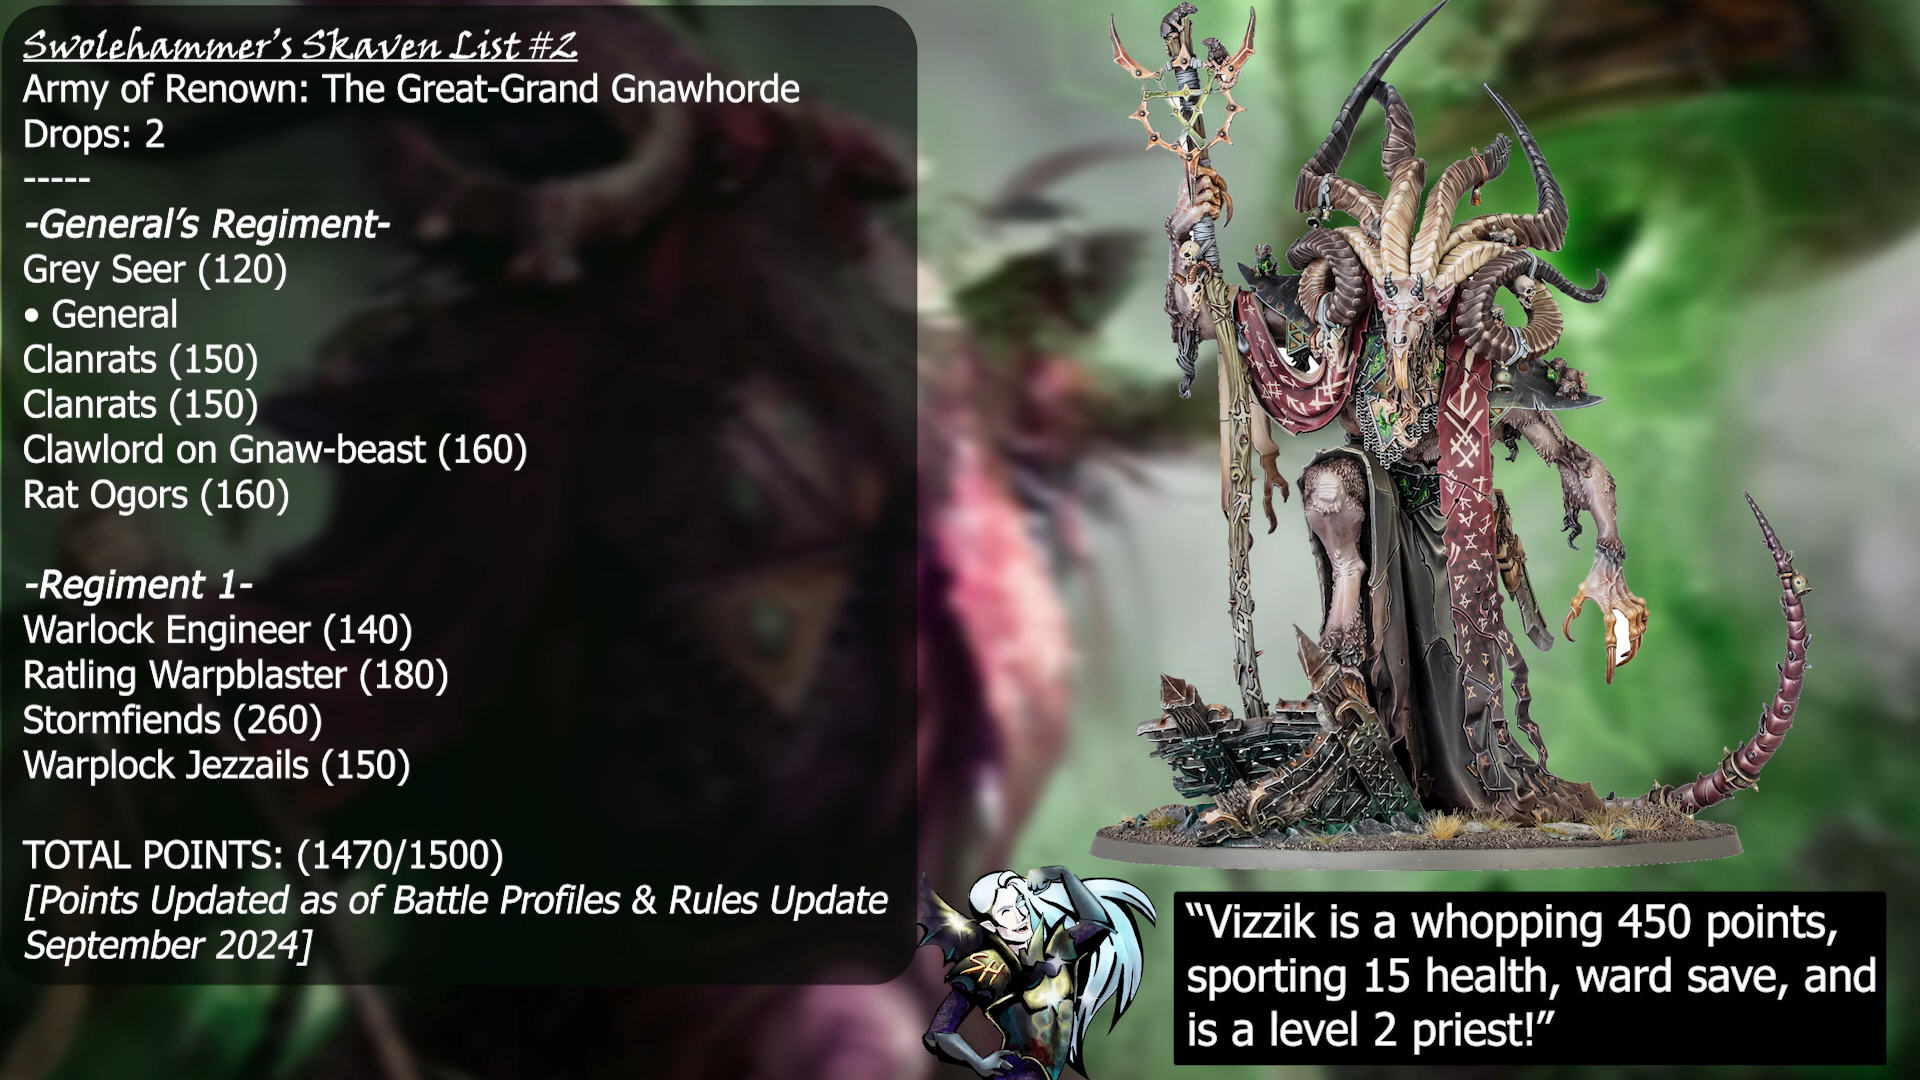 Swolehammer's Skaven List #2
Army of Renown: The Great-Grand Gnawhorde
Drops: 2
-----
-General's Regiment-
Grey Seer (120)
• General
Clanrats (150)
Clanrats (150)
Clawlord on Gnaw-beast (160)
Rat Ogors (160)
-Regiment 1-
Warlock Engineer (140)
Ratling Warpblaster (180)
Stormfiends (260)
Warplock Jezzails (150)
TOTAL POINTS: (1470/1500)
[Points Updated as of Battle Profiles & Rules Update
September 2024]
SH
“Vizzik is a whopping 450 points,
sporting 15 health, ward save, and
is a level 2 priest!”